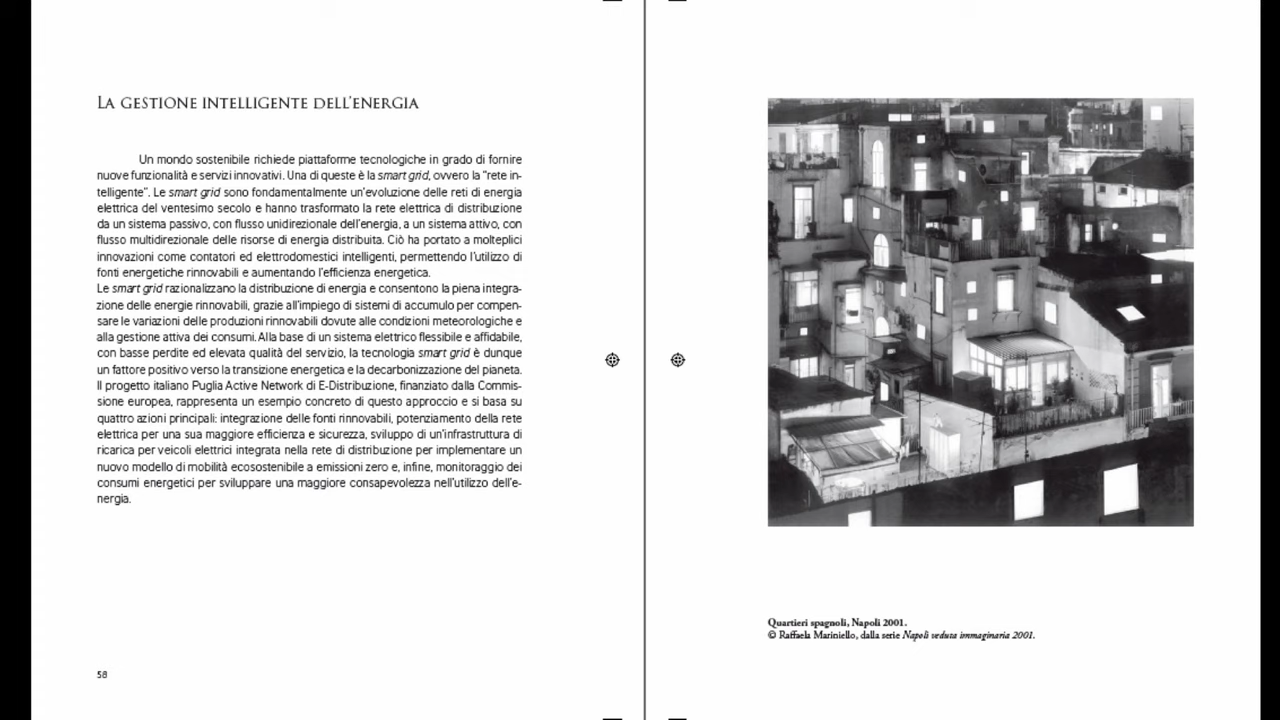 La gestione intelligente dell'energia
Un mondo sostenibile richiede piattaforme tecnologiche in grado di fornire
nuove funzionalità e servizi innovativi. Una di queste è la smart grid, ovvero la "rete in-
telligente". Le smart grid sono fondamentalmente un'evoluzione delle reti di energia
elettrica del ventesimo secolo e hanno trasformato la rete elettrica di distribuzione
da un sistema passivo, con flusso unidirezionale dell'energia, a un sistema attivo, con
flusso multidirezionale delle risorse di energia distribuita. Ciò ha portato a molteplici
innovazioni come contatori ed elettrodomestici intelligenti, permettendo l'utilizzo di
fonti energetiche rinnovabili e aumentando l'efficienza energetica.
Le smart grid razionalizzano la distribuzione di energia e consentono la piena integra-
zione delle energie rinnovabili, grazie all'impiego di sistemi di accumulo per compen-
sare le variazioni delle produzioni rinnovabili dovute alle condizioni meteorologiche e
alla gestione attiva dei consumi. Alla base di un sistema elettrico flessibile e affidabile,
con basse perdite ed elevata qualità del servizio, la tecnologia smart grid è dunque
un fattore positivo verso la transizione energetica e la decarbonizzazione del pianeta.
Il progetto italiano Puglia Active Network di E-Distribuzione, finanziato dalla Commis-
sione europea, rappresenta un esempio concreto di questo approccio e si basa su
quattro azioni principali: integrazione delle fonti rinnovabili, potenziamento della rete
elettrica per una sua maggiore efficienza e sicurezza, sviluppo di un'infrastruttura di
ricarica per veicoli elettrici integrata nella rete di distribuzione per implementare un
nuovo modello di mobilità ecosostenibile a emissioni zero e, infine, monitoraggio dei
consumi energetici per sviluppare una maggiore consapevolezza nell'utilizzo dell'e-
nergia.
58
Quartieri spagnoli, Napoli 2001.
© Raffaela Mariniello, dalla serie Napoli veduta immaginaria 2001.